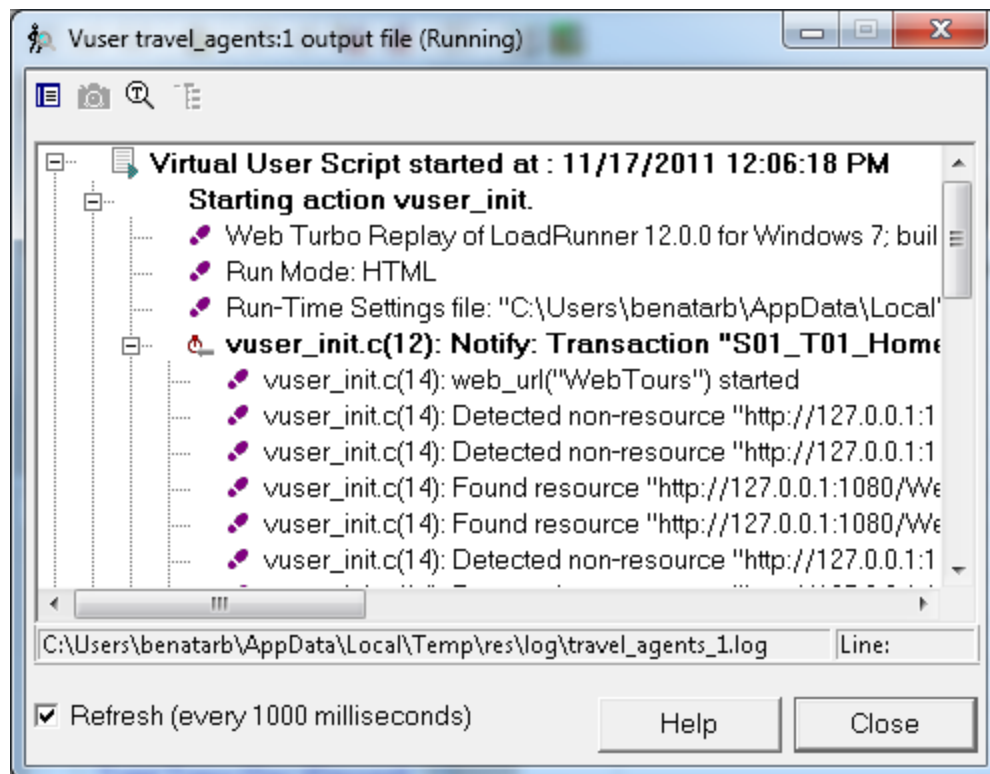 Vuser travel_agents:1 output file (Running)
Virtual User Script started at : 11/17/2011 12:06:18 PM
Starting action vuser_init.
Web Turbo Replay of LoadRunner 12.0.0 for Windows 7; buil
Run Mode: HTML
Run-Time Settings file: "C:\Users\benatarb\AppData\Local\
vuser_init.c(12): Notify: Transaction "S01_T01_Home
vuser_init.c(14): web_url("WebTours") started
vuser_init.c(14): Detected non-resource "http://127.0.0.1:1
vuser_init.c(14): Detected non-resource "http://127.0.0.1:1
vuser_init.c(14): Found resource "http://127.0.0.1:1080/We
vuser_init.c(14): Found resource "http://127.0.0.1:1080/We
vuser_init.c(14): Detected non-resource "http://127.0.0.1:1
C:\Users\benatarb\AppData\Local\Temp\res\log\travel_agents_1.log
Line:
Refresh (every 1000 milliseconds)
Help
Close